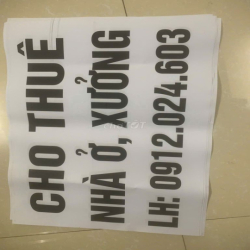 CHO THUÊ
NHÀ Ở, XƯỞNG
LH: 0912.024.603